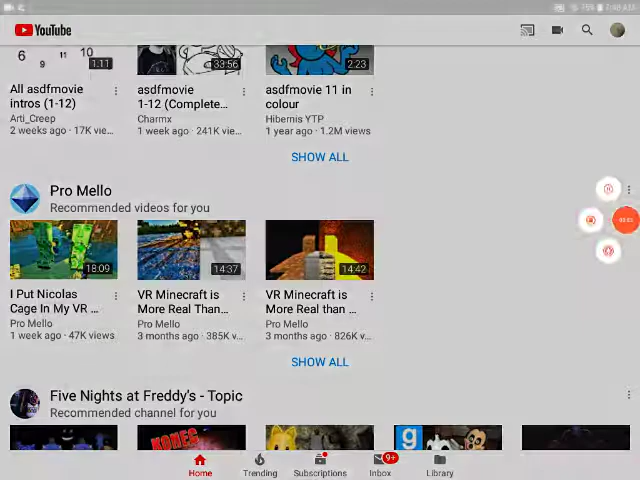 YouTube
6 9 11 10
1:11
33:56
2:23
All asdfmovie intros (1-12)
Arti_Creep
2 weeks ago · 17K vie...
asdfmovie 1-12 (Complete...
Charmx
1 week ago · 241K vie...
asdfmovie 11 in colour
Hibernis YTP
1 year ago · 1.2M views
SHOW ALL
Pro Mello
Recommended videos for you
18:09
14:37
14:42
I Put Nicolas Cage In My VR ...
Pro Mello
1 week ago · 47K views
VR Minecraft is More Real Than...
Pro Mello
3 months ago · 385K v...
VR Minecraft is More Real than ...
Pro Mello
3 months ago · 826K v...
SHOW ALL
Five Nights at Freddy's - Topic
Recommended channel for you
g
Home
Trending
Subscriptions
9+
Inbox
Library